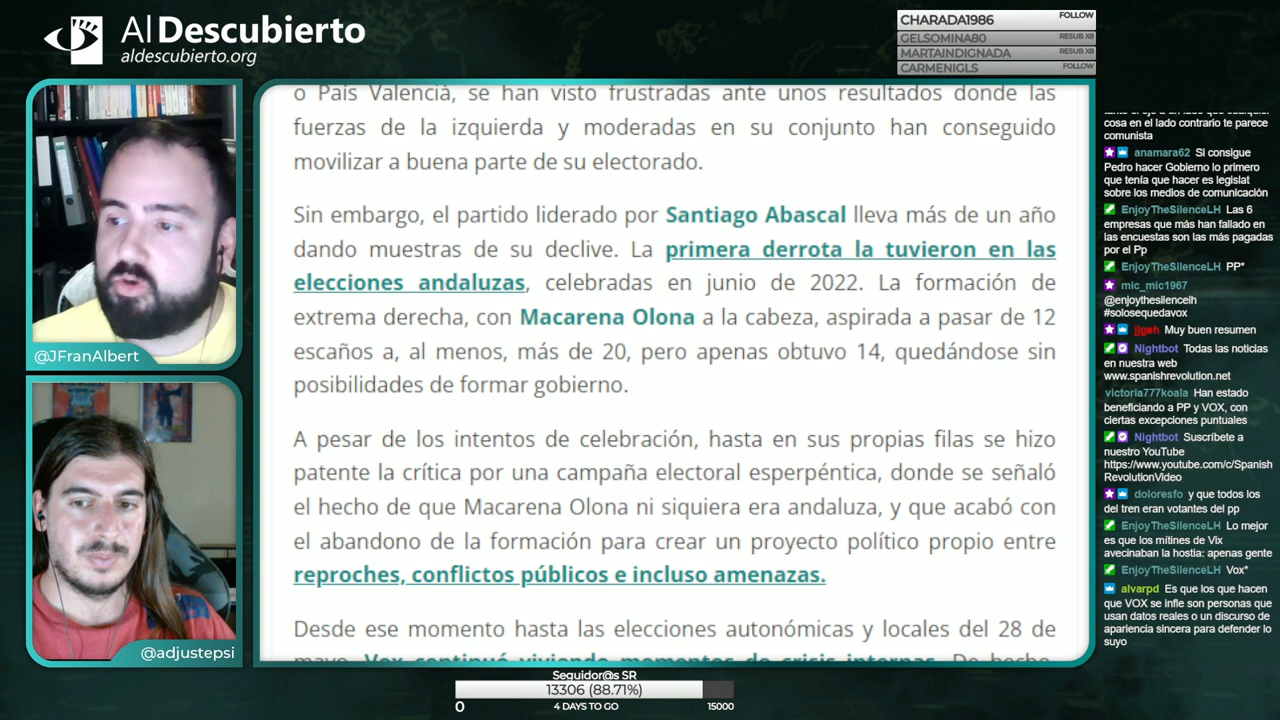 Al Descubierto
aldescubierto.org
CHARADA1986 FOLLOW
GELSOMINA80 RESUB X8
MARTAINDIGNADA RESUB X8
CARMENIGLS FOLLOW
@JFranAlbert
@adjustepsi
o País Valencià, se han visto frustradas ante unos resultados donde las
fuerzas de la izquierda y moderadas en su conjunto han conseguido
movilizar a buena parte de su electorado.
Sin embargo, el partido liderado por Santiago Abascal lleva más de un año
dando muestras de su declive. La primera derrota la tuvieron en las
elecciones andaluzas, celebradas en junio de 2022. La formación de
extrema derecha, con Macarena Olona a la cabeza, aspirada a pasar de 12
escaños a, al menos, más de 20, pero apenas obtuvo 14, quedándose sin
posibilidades de formar gobierno.
A pesar de los intentos de celebración, hasta en sus propias filas se hizo
patente la crítica por una campaña electoral esperpéntica, donde se señaló
el hecho de que Macarena Olona ni siquiera era andaluza, y que acabó con
el abandono de la formación para crear un proyecto político propio entre
reproches, conflictos públicos e incluso amenazas.
Desde ese momento hasta las elecciones autonómicas y locales del 28 de
mayo, Vox continuó viviendo momentos de crisis internas. De hecho,
cosa en el lado contrario te parece
comunista
anamara62 Si consigue
Pedro hacer Gobierno lo primero
que tenía que hacer es legislat
sobre los medios de comunicación
EnjoyTheSilenceLH Las 6
empresas que más han fallado en
las encuestas son las más pagadas
por el Pp
EnjoyTheSilenceLH PP*
mic_mic1967
@enjoythesilencelh
#solosequedavox
jjgeh Muy buen resumen
Nightbot Todas las noticias
en nuestra web
www.spanishrevolution.net
victoria777koala Han estado
beneficiando a PP y VOX, con
ciertas excepciones puntuales
Nightbot Suscríbete a
nuestro YouTube
https://www.youtube.com/c/Spanish
RevolutionVideo
doloresfo y que todos los
del tren eran votantes del pp
EnjoyTheSilenceLH Lo mejor
es que los mítines de Vix
avecinaban la hostia: apenas gente
EnjoyTheSilenceLH Vox*
alvarpd Es que los que hacen
que VOX se infle son personas que
usan datos reales o un discurso de
apariencia sincera para defender lo
suyo
Seguidor@s SR
13306 (88.71%)
0 4 DAYS TO GO 15000